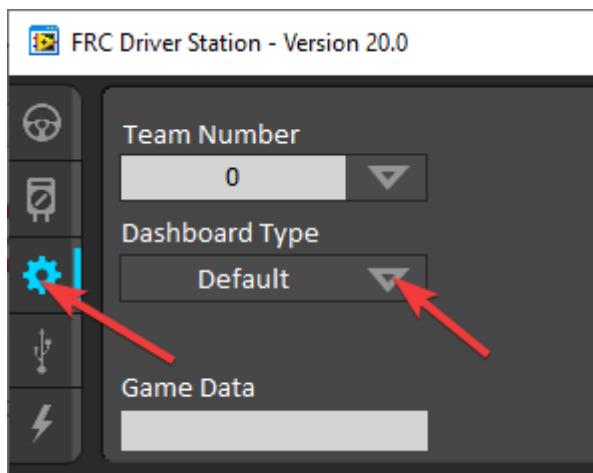 FRC Driver Station - Version 20.0
Team Number
0
Dashboard Type
Default
Game Data